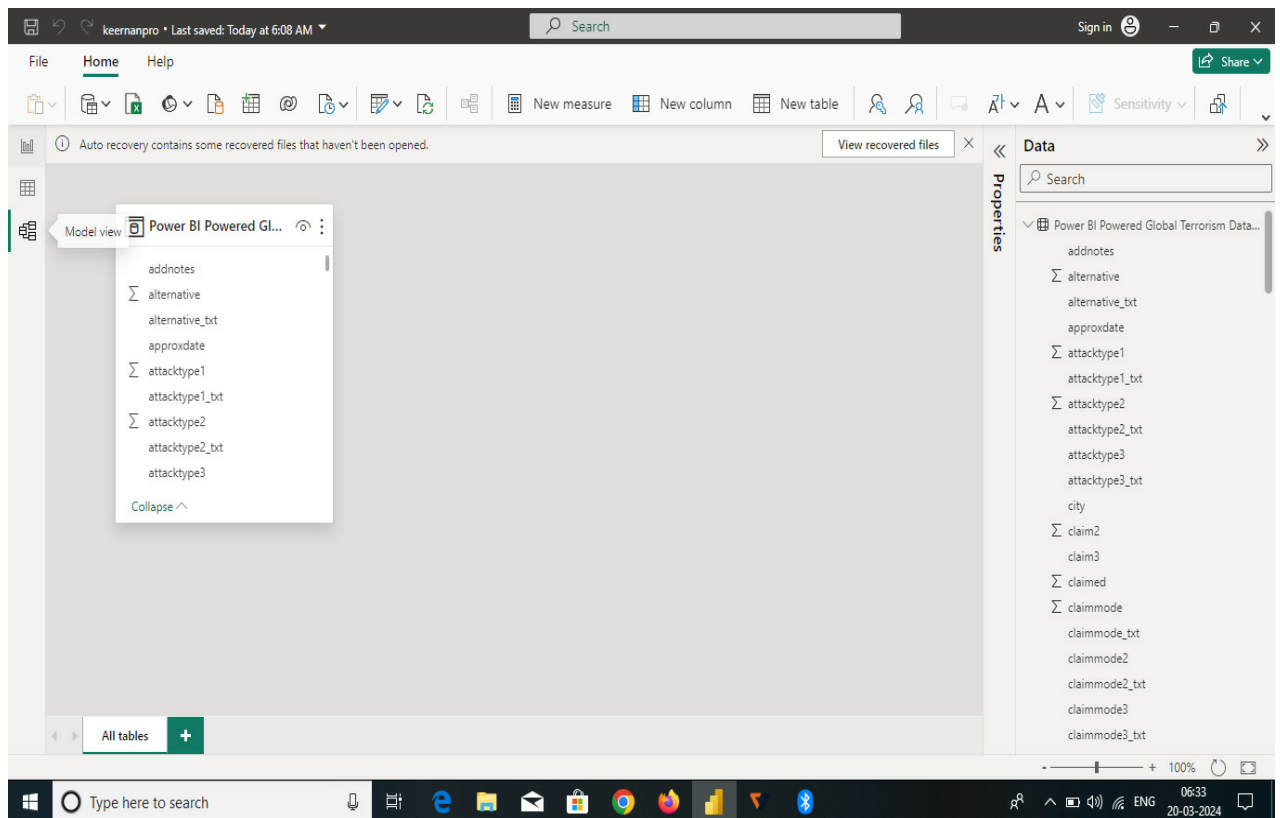 keernanpro • Last saved: Today at 6:08 AM
Search
Sign in
File Home Help
Share
New measure New column New table
Sensitivity
Auto recovery contains some recovered files that haven't been opened.
View recovered files
Model view
Power BI Powered Gl...
addnotes
∑ alternative
alternative_txt
approxdate
∑ attacktype1
attacktype1_txt
∑ attacktype2
attacktype2_txt
attacktype3
Collapse
All tables
+
Properties
Data
Search
Power BI Powered Global Terrorism Data...
addnotes
∑ alternative
alternative_txt
approxdate
∑ attacktype1
attacktype1_txt
∑ attacktype2
attacktype2_txt
attacktype3
attacktype3_txt
city
∑ claim2
claim3
∑ claimed
∑ claimmode
claimmode_txt
claimmode2
claimmode2_txt
claimmode3
claimmode3_txt
- + 100%
Type here to search
ENG
06:33
20-03-2024